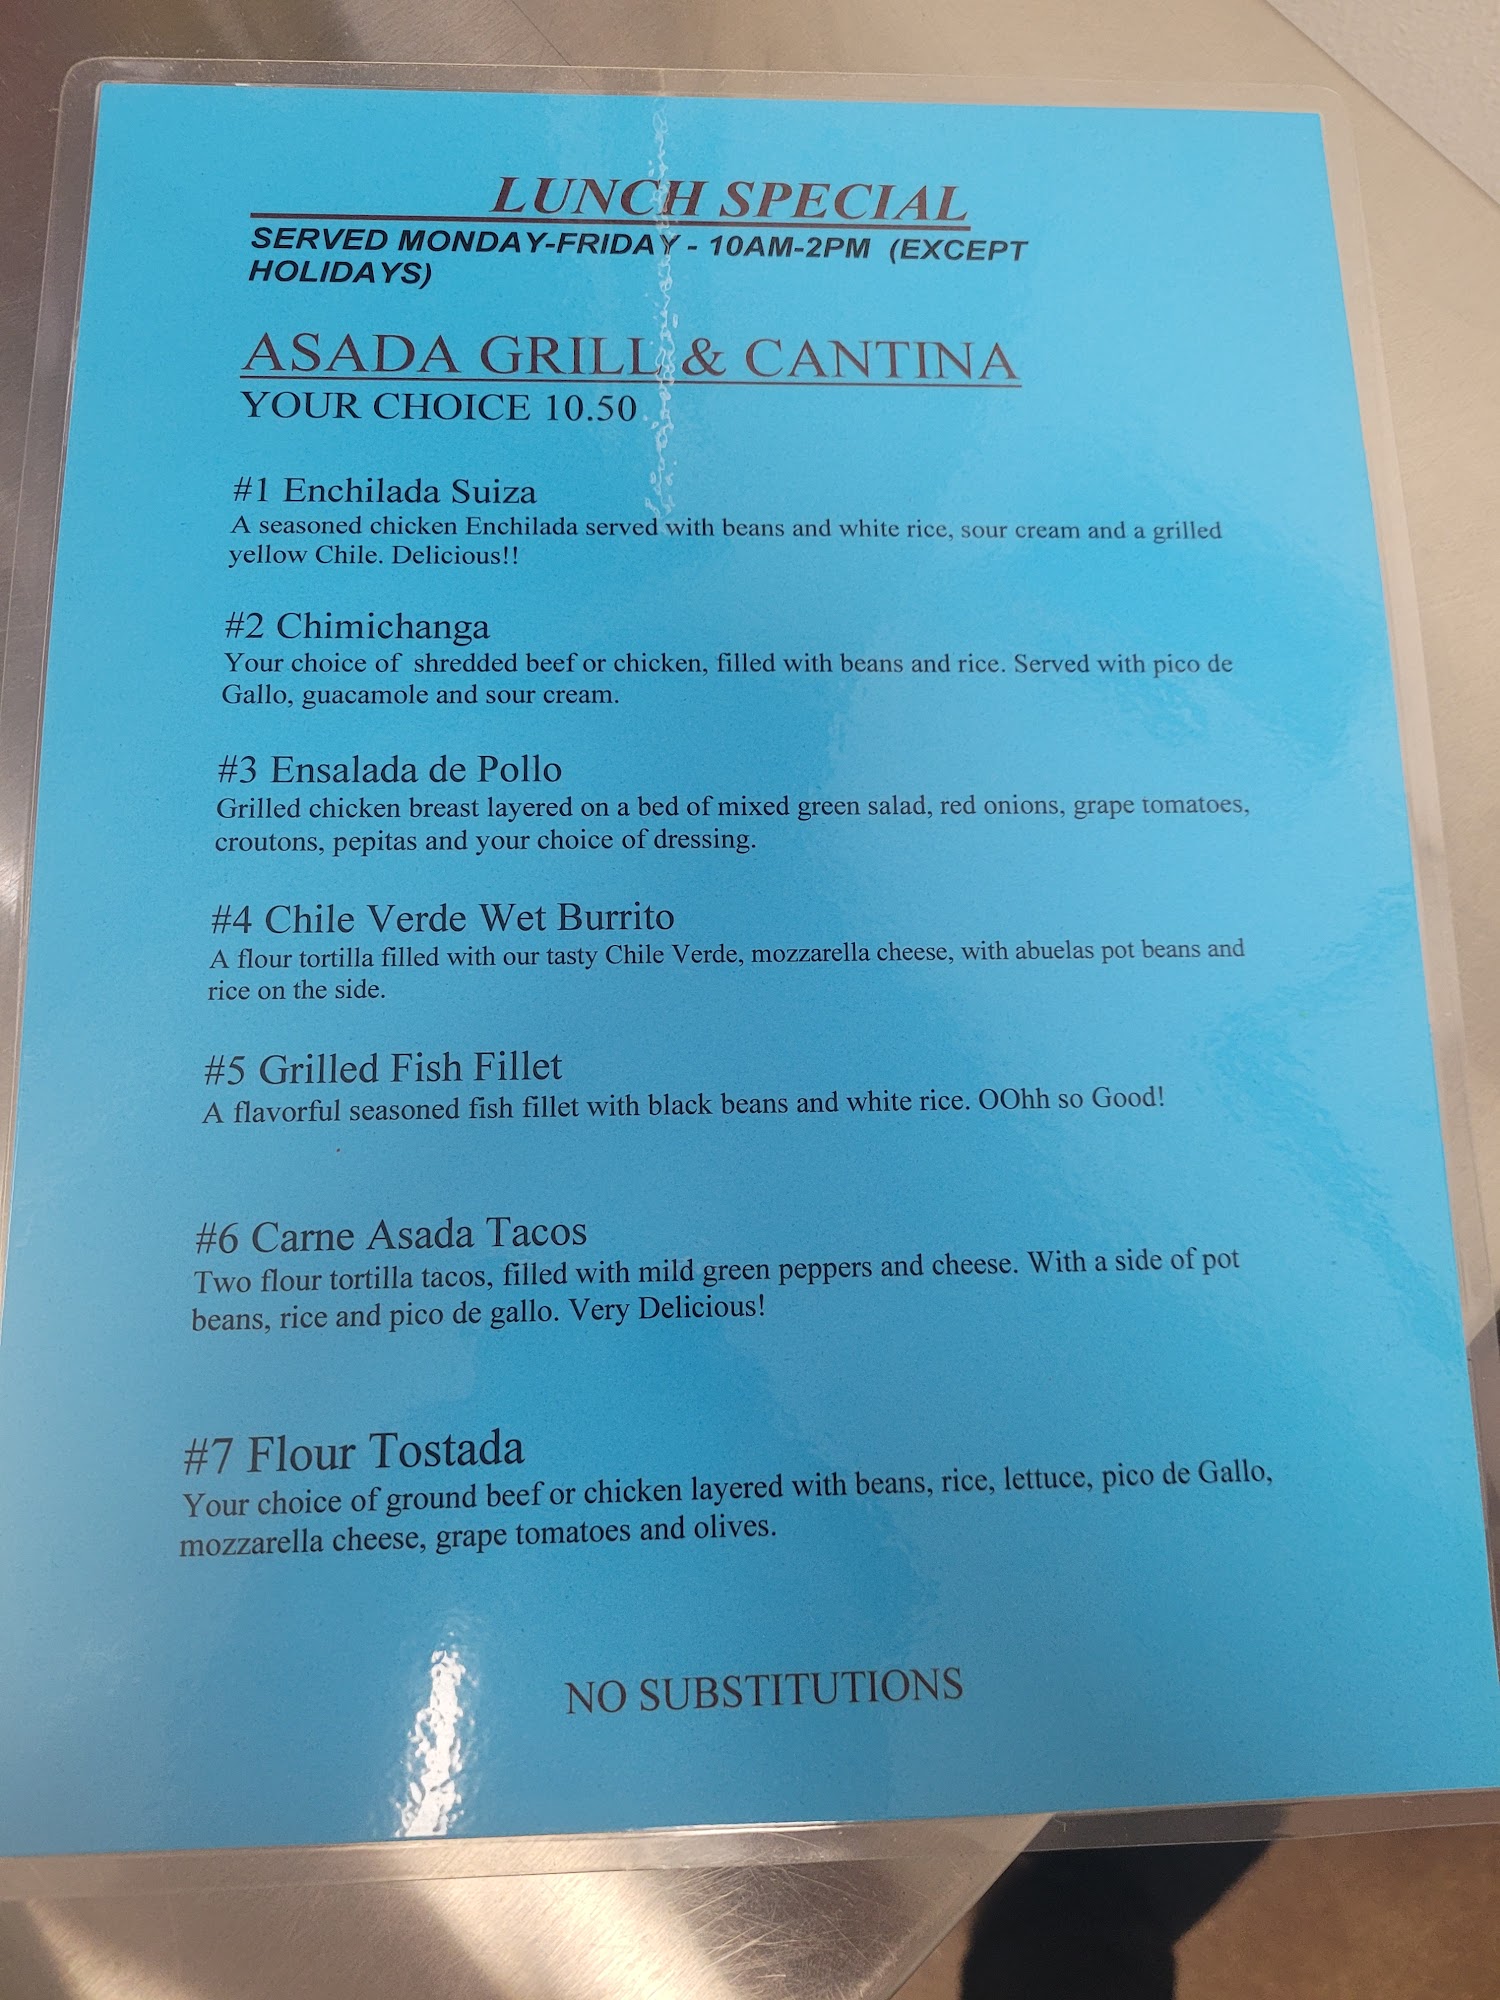 LUNCH SPECIAL
SERVED MONDAY-FRIDAY - 10AM-2PM (EXCEPT
HOLIDAYS)
ASADA GRILL & CANTINA
YOUR CHOICE 10.50
#1 Enchilada Suiza
A seasoned chicken Enchilada served with beans and white rice, sour cream and a grilled
yellow Chile. Delicious!!
#2 Chimichanga
Your choice of shredded beef or chicken, filled with beans and rice. Served with pico de
Gallo, guacamole and sour cream.
#3 Ensalada de Pollo
Grilled chicken breast layered on a bed of mixed green salad, red onions, grape tomatoes,
croutons, pepitas and your choice of dressing.
#4 Chile Verde Wet Burrito
A flour tortilla filled with our tasty Chile Verde, mozzarella cheese, with abuelas pot beans and
rice on the side.
#5 Grilled Fish Fillet
A flavorful seasoned fish fillet with black beans and white rice. OOhh so Good!
#6 Carne Asada Tacos
Two flour tortilla tacos, filled with mild green peppers and cheese. With a side of pot
beans, rice and pico de gallo. Very Delicious!
#7 Flour Tostada
Your choice of ground beef or chicken layered with beans, rice, lettuce, pico de Gallo,
mozzarella cheese, grape tomatoes and olives.
NO SUBSTITUTIONS